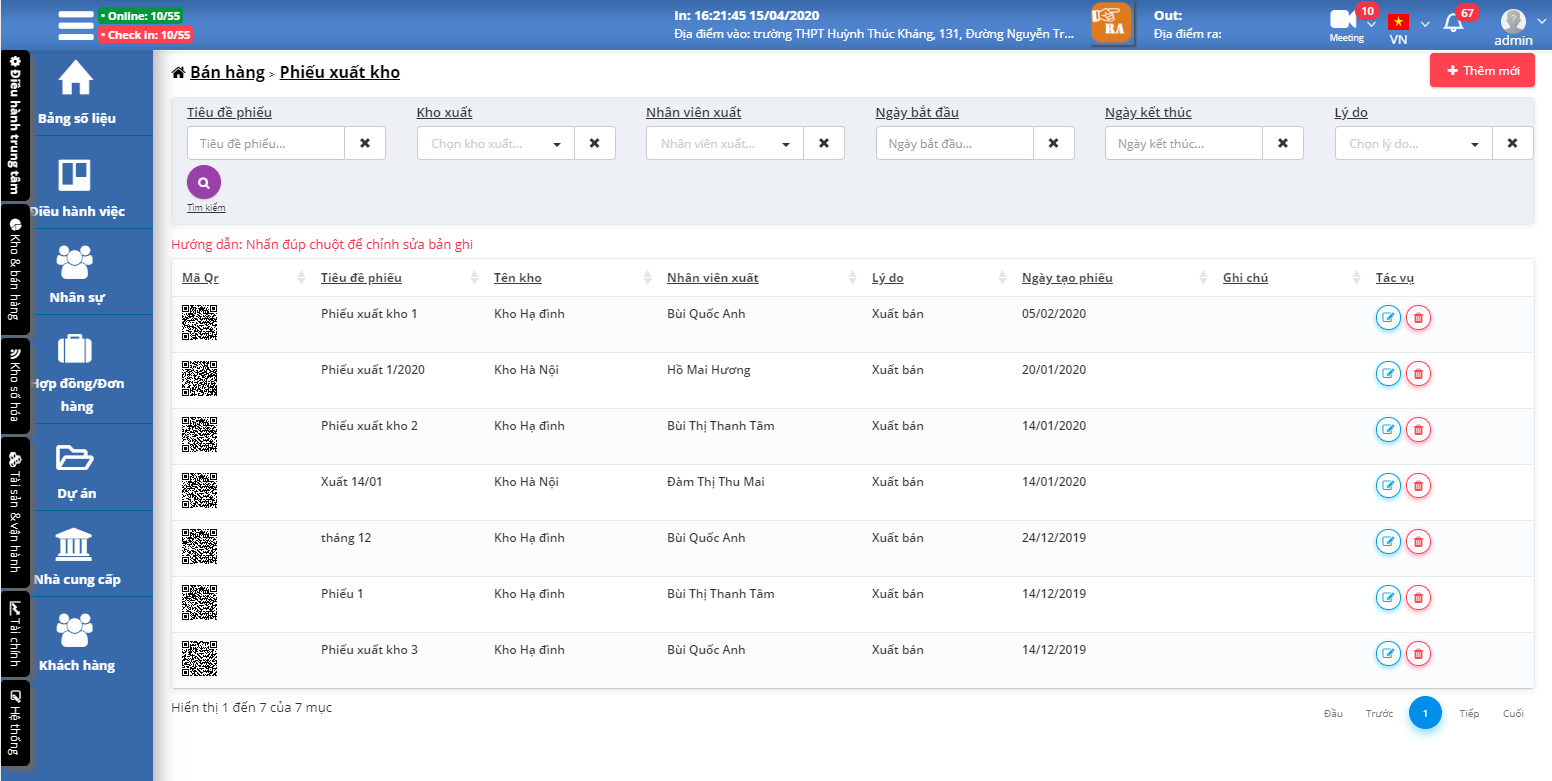 • Online: 10/55
• Check in: 10/55
In: 16:21:45 15/04/2020
Địa điểm vào: trường THPT Huỳnh Thúc Kháng, 131, Đường Nguyễn Tr...
RA
Out:
Địa điểm ra:
10
Meeting
VN
67
admin
Điều hành trung tâm
Kho & bán hàng
Kho số hóa
Tài sản & vận hành
Tài chính
Hệ thống
Bảng số liệu
Điều hành việc
Nhân sự
Hợp đồng/Đơn
hàng
Dự án
Nhà cung cấp
Khách hàng
Bán hàng > Phiếu xuất kho
Thêm mới
Tiêu đề phiếu Kho xuất Nhân viên xuất Ngày bắt đầu Ngày kết thúc Lý do
Tiêu đề phiếu... Chọn kho xuất... Nhân viên xuất... Ngày bắt đầu... Ngày kết thúc... Chọn lý do...
Tìm kiếm
Hướng dẫn: Nhấn đúp chuột để chỉnh sửa bản ghi
Mã Qr Tiêu đề phiếu Tên kho Nhân viên xuất Lý do Ngày tạo phiếu Ghi chú Tác vụ
Phiếu xuất kho 1 Kho Hạ đình Bùi Quốc Anh Xuất bán 05/02/2020
Phiếu xuất 1/2020 Kho Hà Nội Hồ Mai Hương Xuất bán 20/01/2020
Phiếu xuất kho 2 Kho Hạ đình Bùi Thị Thanh Tâm Xuất bán 14/01/2020
Xuất 14/01 Kho Hà Nội Đàm Thị Thu Mai Xuất bán 14/01/2020
tháng 12 Kho Hạ đình Bùi Quốc Anh Xuất bán 24/12/2019
Phiếu 1 Kho Hạ đình Bùi Thị Thanh Tâm Xuất bán 14/12/2019
Phiếu xuất kho 3 Kho Hạ đình Bùi Quốc Anh Xuất bán 14/12/2019
Hiển thị 1 đến 7 của 7 mục
Đầu Trước 1 Tiếp Cuối